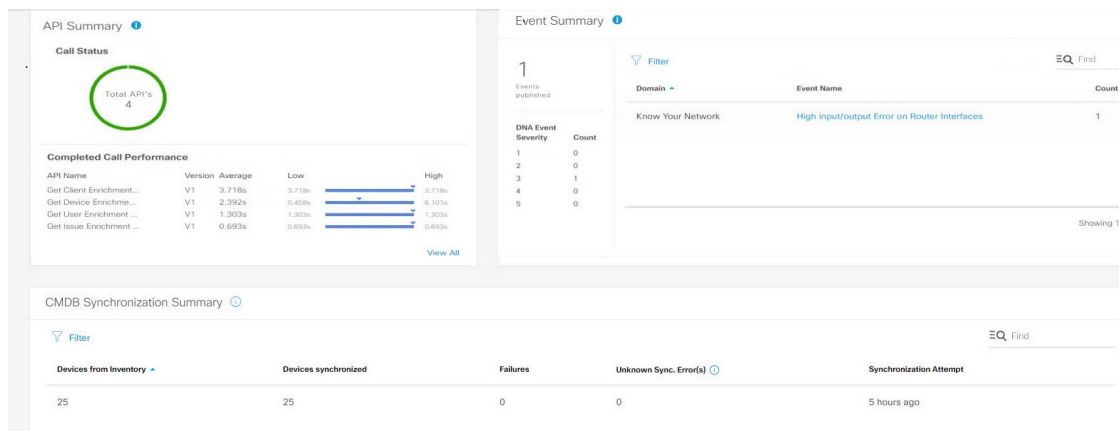 API Summary
Call Status
Total API's
4
Completed Call Performance
API Name Version Average Low High
Get Client Enrichment... V1 3.718s 3.718s 3.718s
Get Device Enrichme... V1 2.392s 0.458s 6.101s
Get User Enrichment ... V1 1.303s 1.303s 1.303s
Get Issue Enrichment ... V1 0.693s 0.693s 0.693s
View All
Event Summary
1
Events
published
DNA Event
Severity Count
1 0
2 0
3 1
4 0
5 0
Filter Find
Domain Event Name Count
Know Your Network High input/output Error on Router Interfaces 1
Showing 1
CMDB Synchronization Summary
Filter Find
Devices from Inventory Devices synchronized Failures Unknown Sync. Error(s) Synchronization Attempt
25 25 0 0 5 hours ago